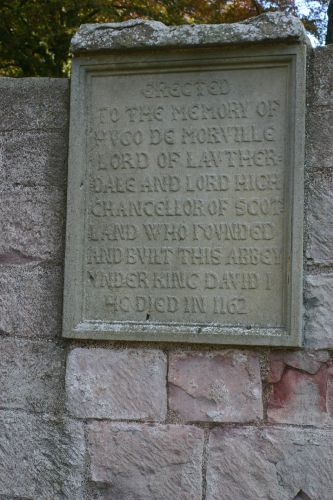 ERECTED
TO THE MEMORY OF
HVGO DE MORVILLE
LORD OF LAVTHER-
DALE AND LORD HIGH
CHANCELLOR OF SCOT
LAND WHO FOUNDED
AND BVILT THIS ABBEY
VNDER KING DAVID I
HE DIED IN 1162